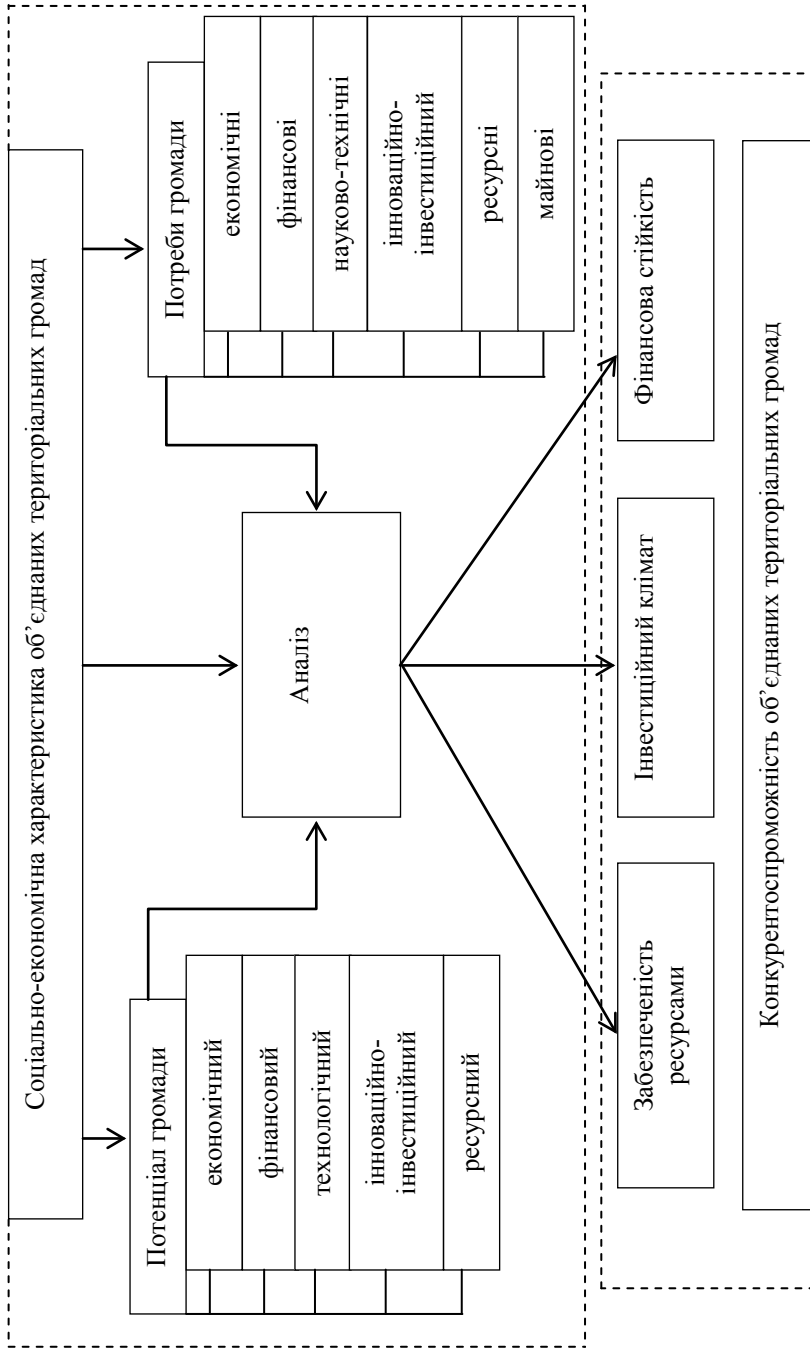 Соціально-економічна характеристика об’єднаних територіальних громад
Потенціал громади
економічний
фінансовий
технологічний
інноваційно-
інвестиційний
ресурсний
Аналіз
Потреби громади
економічні
фінансові
науково-технічні
інноваційно-
інвестиційний
ресурсні
майнові
Забезпеченість
ресурсами
Інвестиційний клімат
Фінансова стійкість
Конкурентоспроможність об’єднаних територіальних громад